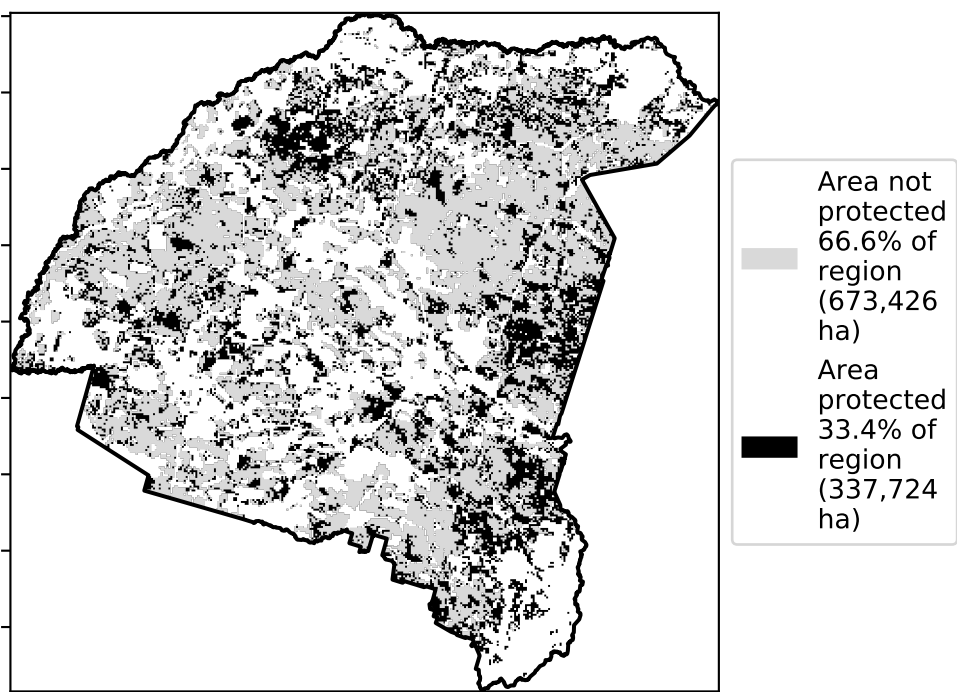 Area not
protected
66.6% of
region
(673,426
ha)
Area
protected
33.4% of
region
(337,724
ha)